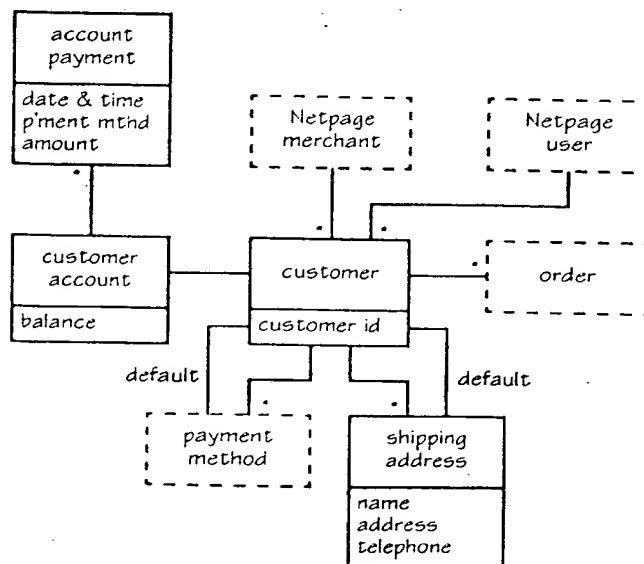 account
payment
date & time
p'ment mthd
amount
Netpage
merchant
Netpage
user
*
*
*
customer
account
balance
customer
customer id
*
order
default
default
*
*
payment
method
shipping
address
name
address
telephone